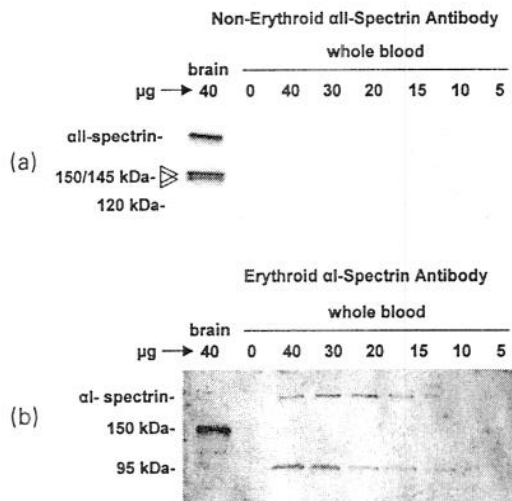 Non-Erythroid αII-Spectrin Antibody
whole blood
brain
µg 40 0 40 30 20 15 10 5
(a)
αII-spectrin-
150/145 kDa-
120 kDa-
Erythroid αI-Spectrin Antibody
whole blood
brain
µg 40 0 40 30 20 15 10 5
(b)
αI- spectrin-
150 kDa-
95 kDa-